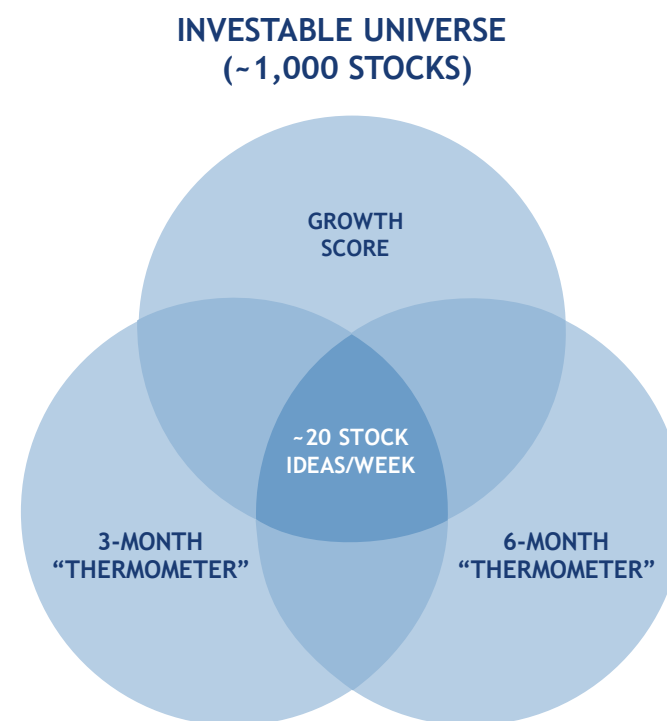 INVESTABLE UNIVERSE
(~1,000 STOCKS)
GROWTH
SCORE
~20 STOCK
IDEAS/WEEK
3-MONTH
“THERMOMETER”
6-MONTH
“THERMOMETER”